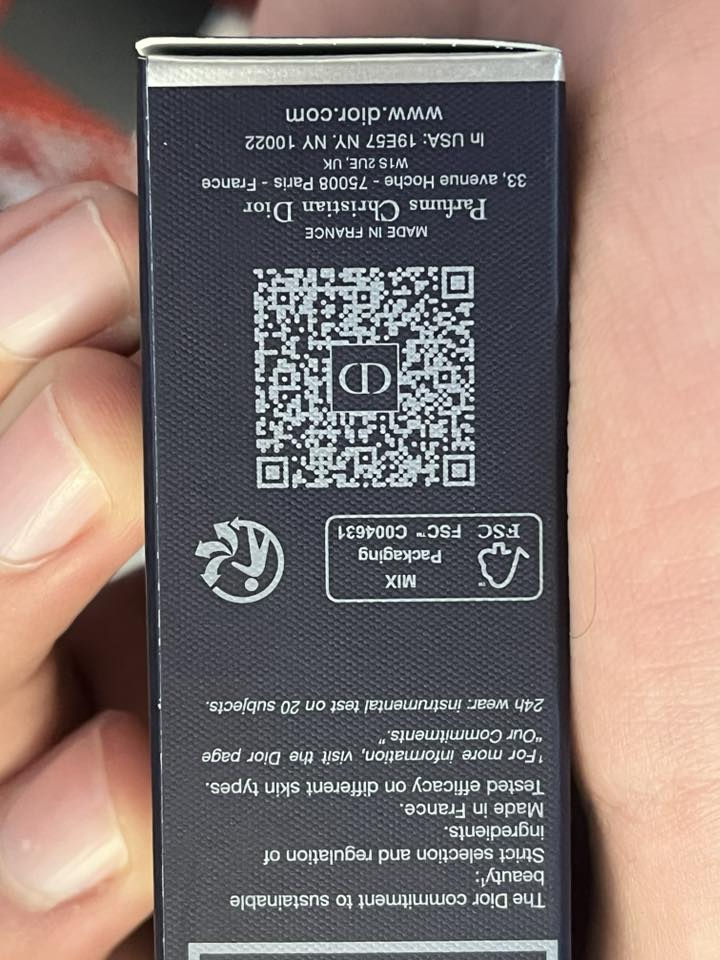 The Dior commitment to sustainable
beauty¹:
Strict selection and regulation of
ingredients.
Made in France.
Tested efficacy on different skin types.
¹For more information, visit the Dior page
"Our Commitments."
24h wear: instrumental test on 20 subjects.
MIX
Packaging
FSC FSC™ C004631
CD
MADE IN FRANCE
Parfums Christian Dior
33, avenue Hoche - 75008 Paris - France
W1S 2UE, UK
In USA: 19E57 NY. NY 10022
www.dior.com